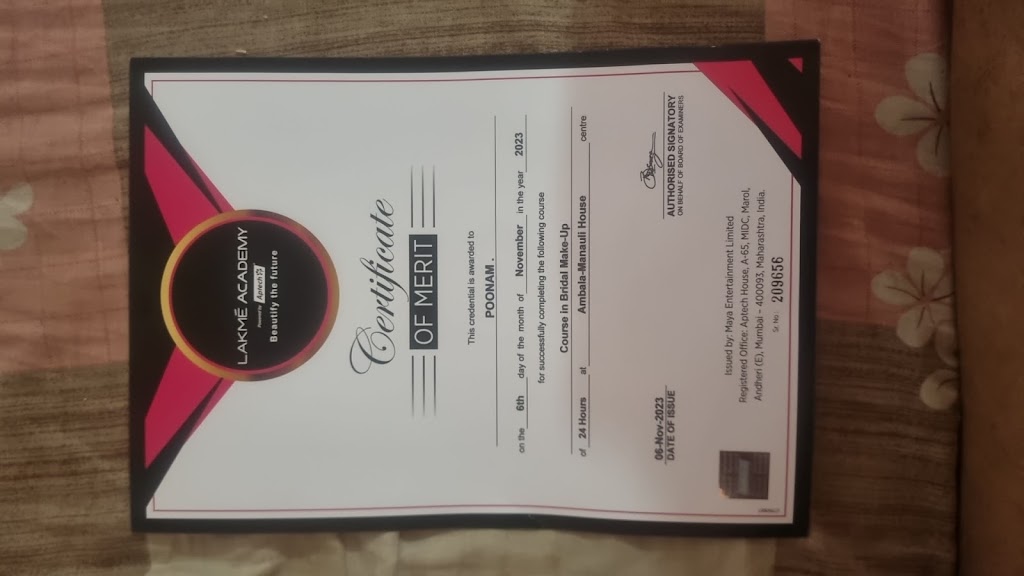 LAKMĒ ACADEMY
Powered by Aptech
Beautify the future
Certificate
OF MERIT
This credential is awarded to
POONAM .
on the 6th day of the month of November in the year 2023
for successfully completing the following course
Course in Bridal Make-Up
of 24 Hours at Ambala-Manauli House centre
06-Nov-2023
DATE OF ISSUE
AUTHORISED SIGNATORY
ON BEHALF OF BOARD OF EXAMINERS
Issued by: Maya Entertainment Limited
Registered Office: Aptech House, A-65, MIDC, Marol,
Andheri (E), Mumbai - 400093, Maharashtra, India.
Sr. No.: 209656